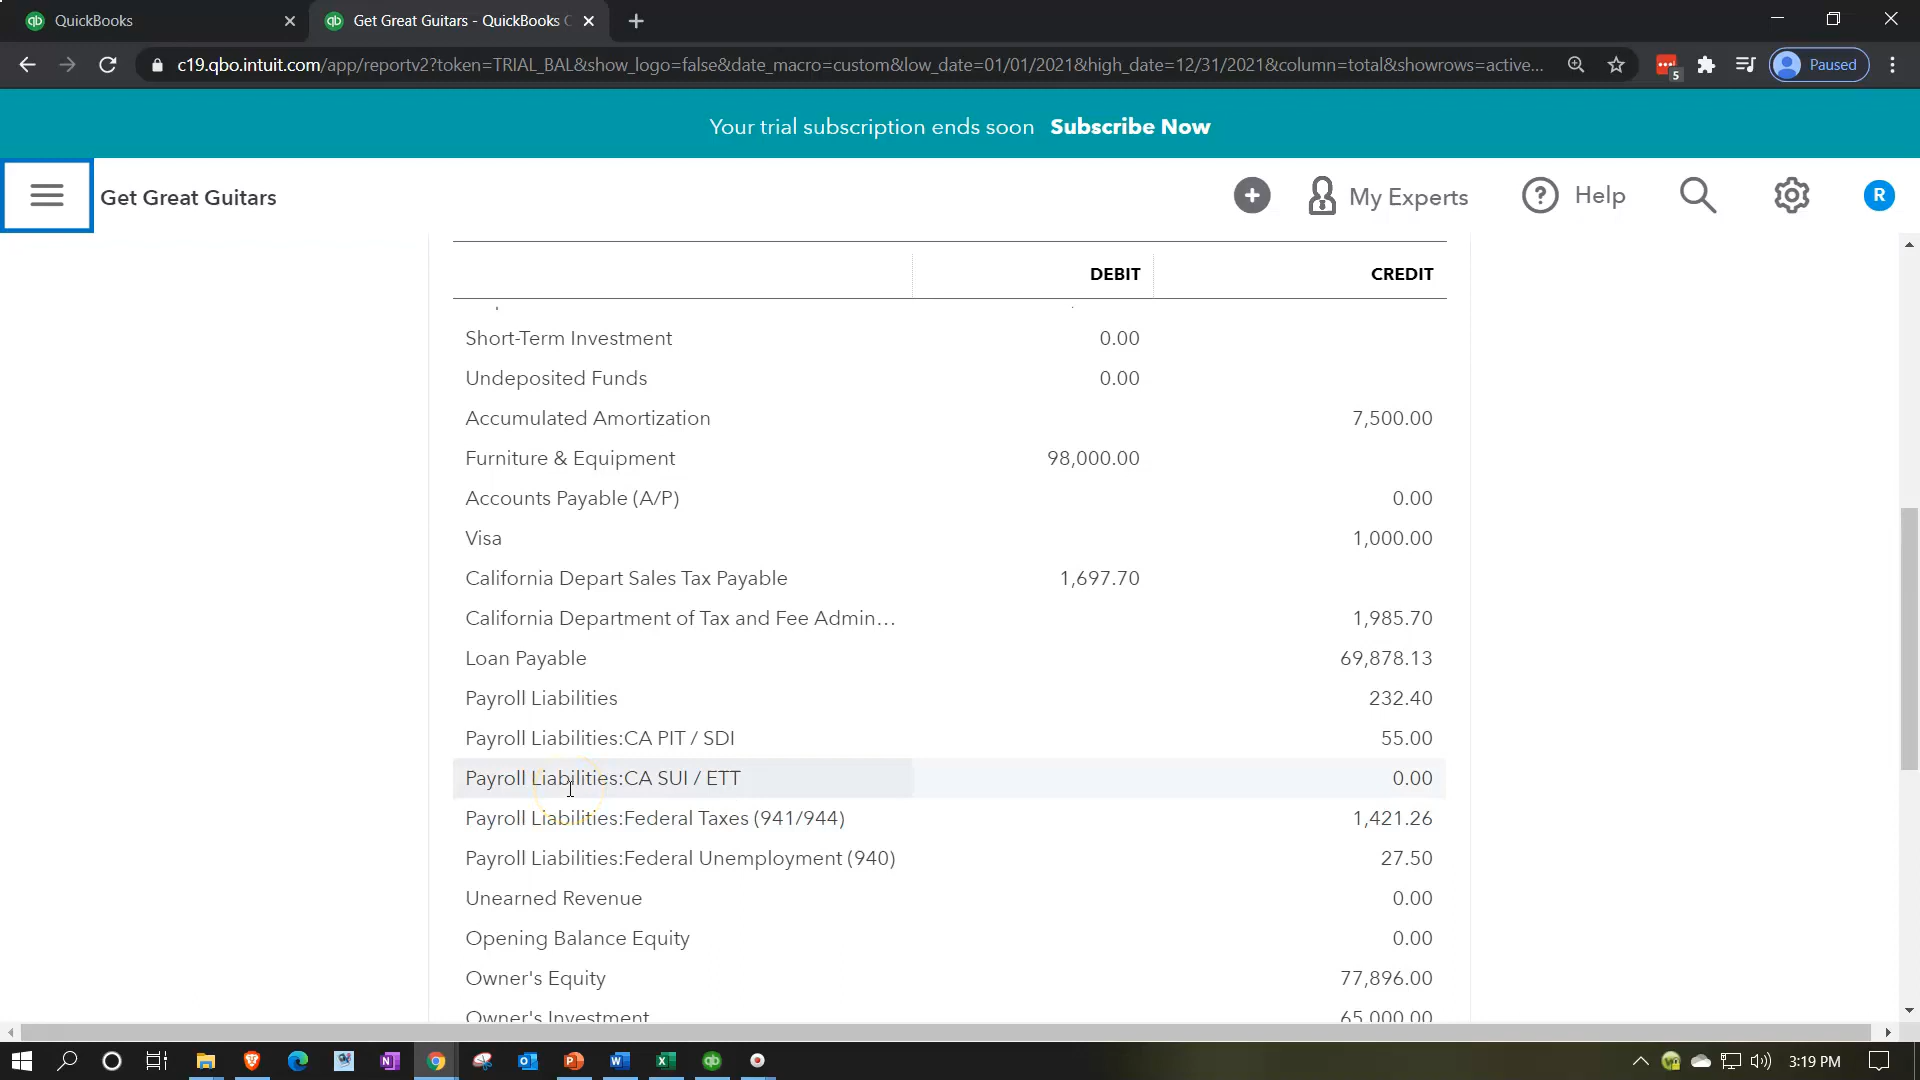 QuickBooks
Get Great Guitars - QuickBooks
c19.qbo.intuit.com/app/reportv2?token=TRIAL_BAL&show_logo=false&date_macro=custom&low_date=01/01/2021&high_date=12/31/2021&column=total&showrows=active...
5
Paused
Your trial subscription ends soon Subscribe Now
Get Great Guitars
My Experts
Help
R
DEBIT CREDIT
Short-Term Investment 0.00
Undeposited Funds 0.00
Accumulated Amortization 7,500.00
Furniture & Equipment 98,000.00
Accounts Payable (A/P) 0.00
Visa 1,000.00
California Depart Sales Tax Payable 1,697.70
California Department of Tax and Fee Admin... 1,985.70
Loan Payable 69,878.13
Payroll Liabilities 232.40
Payroll Liabilities:CA PIT / SDI 55.00
Payroll Liabilities:CA SUI / ETT 0.00
Payroll Liabilities:Federal Taxes (941/944) 1,421.26
Payroll Liabilities:Federal Unemployment (940) 27.50
Unearned Revenue 0.00
Opening Balance Equity 0.00
Owner's Equity 77,896.00
Owner's Investment 65,000.00
3:19 PM